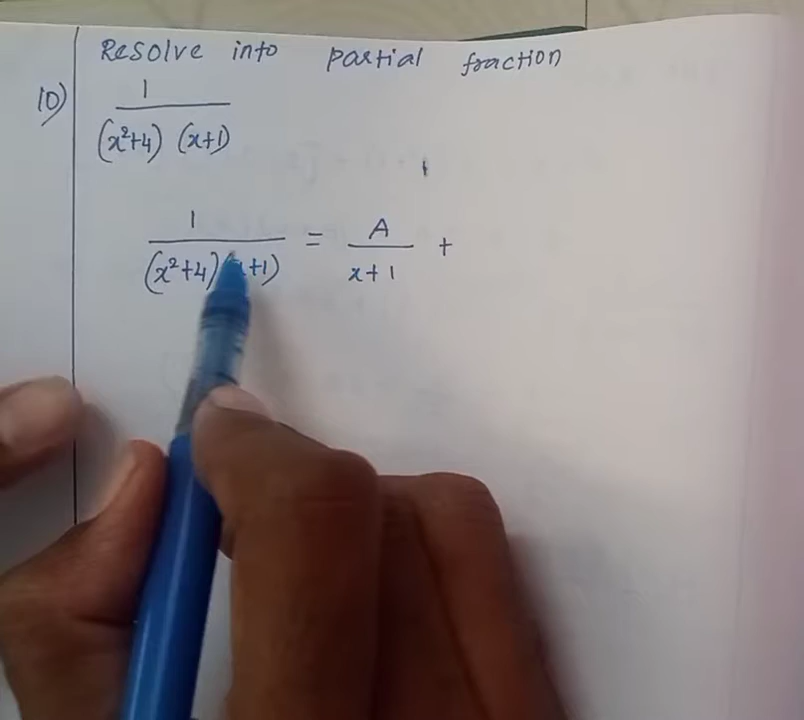 Resolve into partial fraction
10) 1
(x²+4) (x+1)
1 = A +
(x²+4)(x+1) x+1